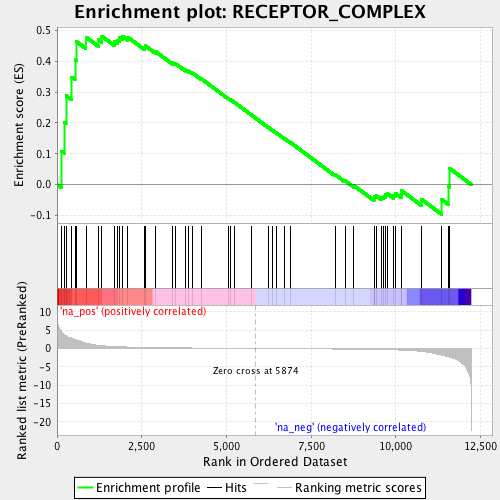 Enrichment plot: RECEPTOR_COMPLEX
Enrichment score (ES)
0.5
0.4
0.3
0.2
0.1
0.0
-0.1
'na_pos' (positively correlated)
Ranked list metric (PreRanked)
10
5
0
-5
-10
-15
-20
Zero cross at 5874
'na_neg' (negatively correlated)
0
2,500
5,000
7,500
10,000
12,500
Rank in Ordered Dataset
Enrichment profile
Hits
Ranking metric scores